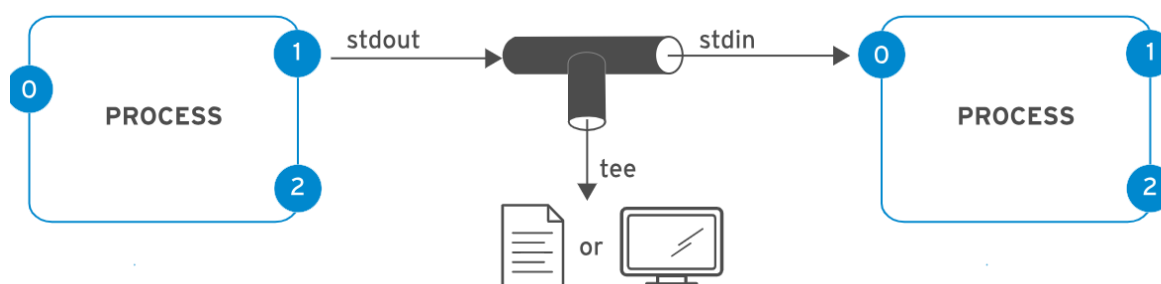 stdout
stdin
0
1
0
1
PROCESS
PROCESS
2
2
tee
or